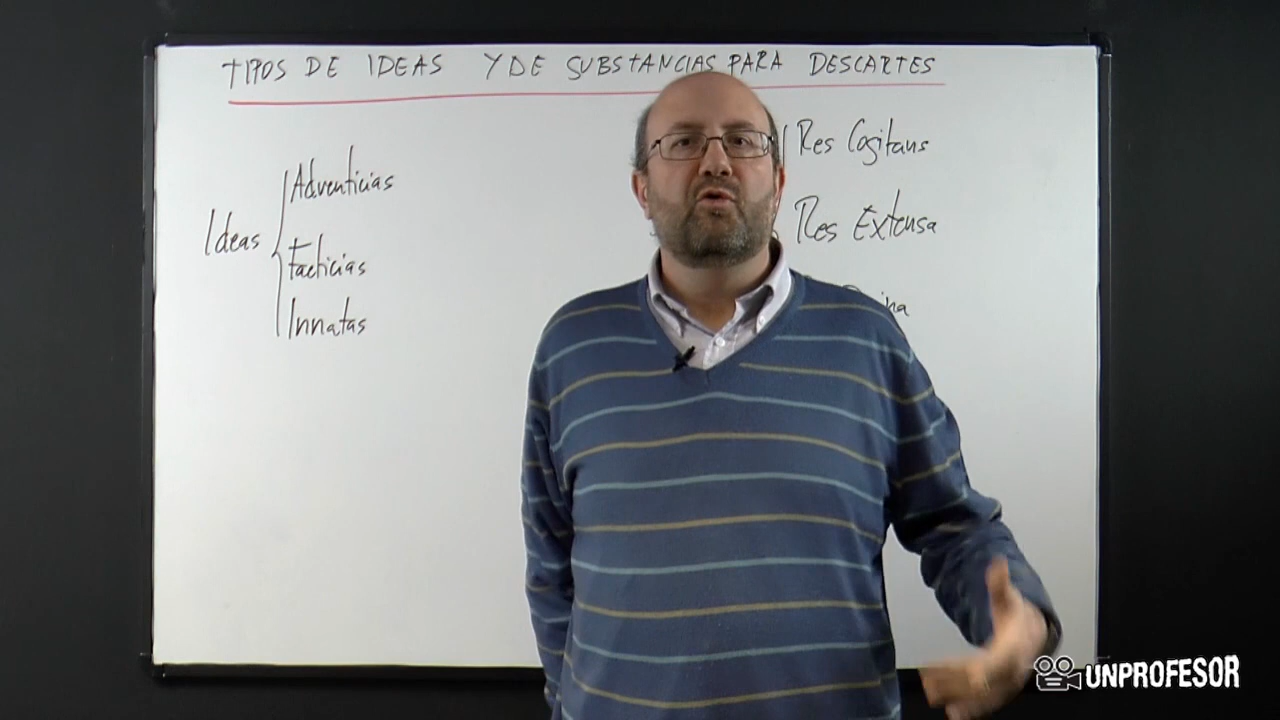 TIPOS DE IDEAS Y DE SUBSTANCIAS PARA DESCARTES
Ideas
Adventicias
Facticias
Innatas
Res Cogitans
Res Extensa
UNPROFESOR